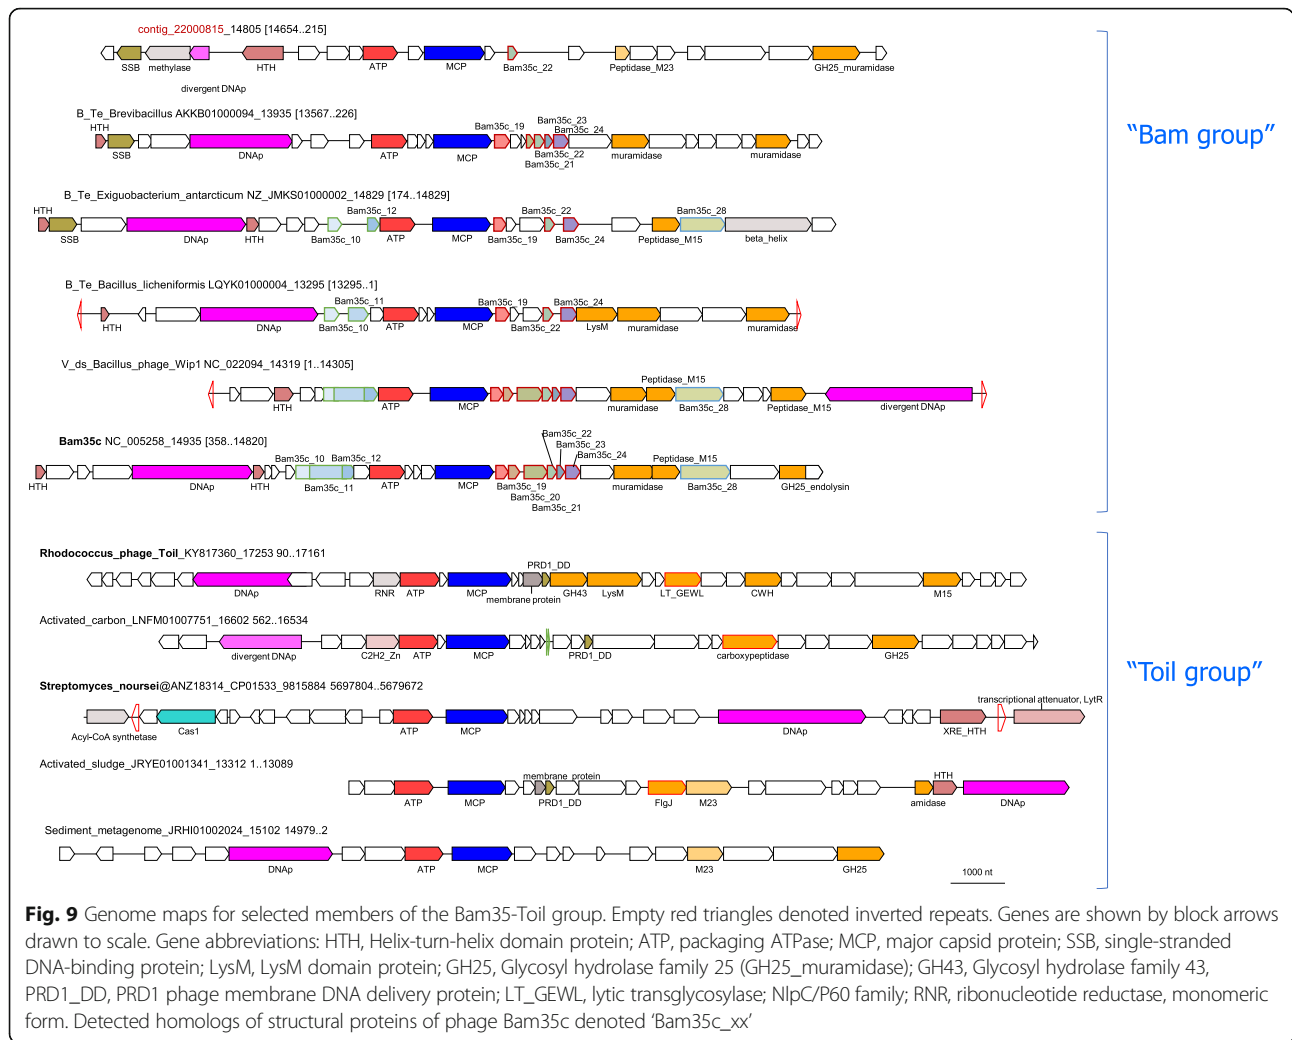 contig_22000815_14805 [14654..215]
SSB
methylase
divergent DNAp
HTH
ATP
MCP
Bam35c_22
Peptidase_M23
GH25_muramidase
B_Te_Brevibacillus AKKB01000094_13935 [13567..226]
HTH
SSB
DNAp
ATP
MCP
Bam35c_19
Bam35c_23
Bam35c_24
Bam35c_22
Bam35c_21
muramidase
muramidase
"Bam group"
B_Te_Exiguobacterium_antarcticum NZ_JMKS01000002_14829 [174..14829]
HTH
SSB
DNAp
HTH
Bam35c_10
Bam35c_12
ATP
MCP
Bam35c_19
Bam35c_22
Bam35c_24
Peptidase_M15
Bam35c_28
beta_helix
B_Te_Bacillus_licheniformis LQYK01000004_13295 [13295..1]
HTH
DNAp
Bam35c_10
Bam35c_11
ATP
MCP
Bam35c_19
Bam35c_22
Bam35c_24
LysM
muramidase
muramidase
V_ds_Bacillus_phage_Wip1 NC_022094_14319 [1..14305]
HTH
ATP
MCP
muramidase
Peptidase_M15
Bam35c_28
Peptidase_M15
divergent DNAp
Bam35c NC_005258_14935 [358..14820]
HTH
DNAp
HTH
Bam35c_10
Bam35c_11
Bam35c_12
ATP
MCP
Bam35c_19
Bam35c_20
Bam35c_21
Bam35c_22
Bam35c_23
Bam35c_24
muramidase
Peptidase_M15
Bam35c_28
GH25_endolysin
Rhodococcus_phage_Toil_KY817360_17253 90..17161
DNAp
RNR
ATP
MCP
membrane protein
PRD1_DD
GH43
LysM
LT_GEWL
CWH
M15
Activated_carbon_LNFM01007751_16602 562..16534
divergent DNAp
C2H2_Zn
ATP
MCP
PRD1_DD
carboxypeptidase
GH25
"Toil group"
Streptomyces_noursei@ANZ18314_CP01533_9815884 5697804..5679672
Acyl-CoA synthetase
Cas1
ATP
MCP
DNAp
XRE_HTH
transcriptional attenuator, LytR
Activated_sludge_JRYE01001341_13312 1..13089
ATP
MCP
membrane protein
PRD1_DD
FlgJ
M23
amidase
HTH
DNAp
Sediment_metagenome_JRHI01002024_15102 14979..2
DNAp
ATP
MCP
M23
GH25
1000 nt
Fig. 9 Genome maps for selected members of the Bam35-Toil group. Empty red triangles denoted inverted repeats. Genes are shown by block arrows
drawn to scale. Gene abbreviations: HTH, Helix-turn-helix domain protein; ATP, packaging ATPase; MCP, major capsid protein; SSB, single-stranded
DNA-binding protein; LysM, LysM domain protein; GH25, Glycosyl hydrolase family 25 (GH25_muramidase); GH43, Glycosyl hydrolase family 43,
PRD1_DD, PRD1 phage membrane DNA delivery protein; LT_GEWL, lytic transglycosylase; NlpC/P60 family; RNR, ribonucleotide reductase, monomeric
form. Detected homologs of structural proteins of phage Bam35c denoted 'Bam35c_xx'